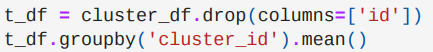 t_df = cluster_df.drop(columns=['id'])
t_df.groupby('cluster_id').mean()